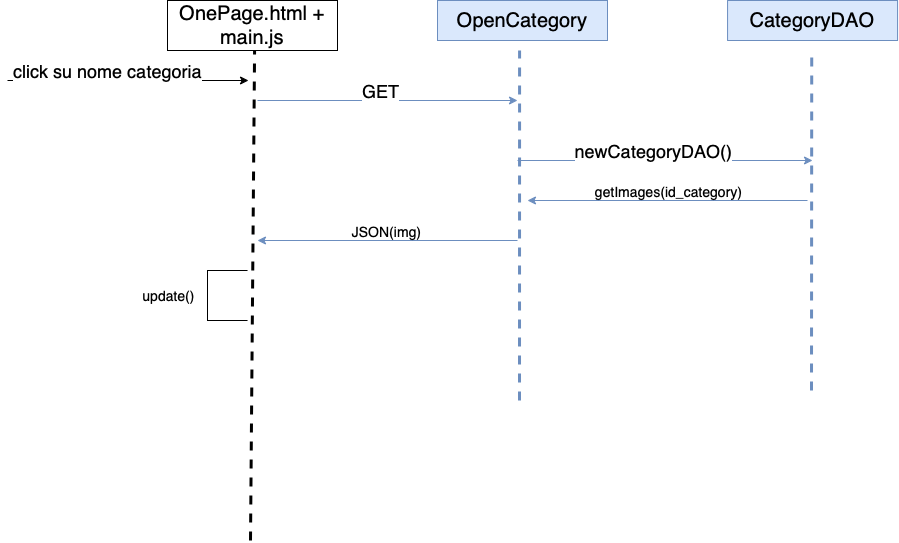 OnePage.html +
main.js
OpenCategory
CategoryDAO
_click su nome categoria
GET
newCategoryDAO()
getImages(id_category)
JSON(img)
update()